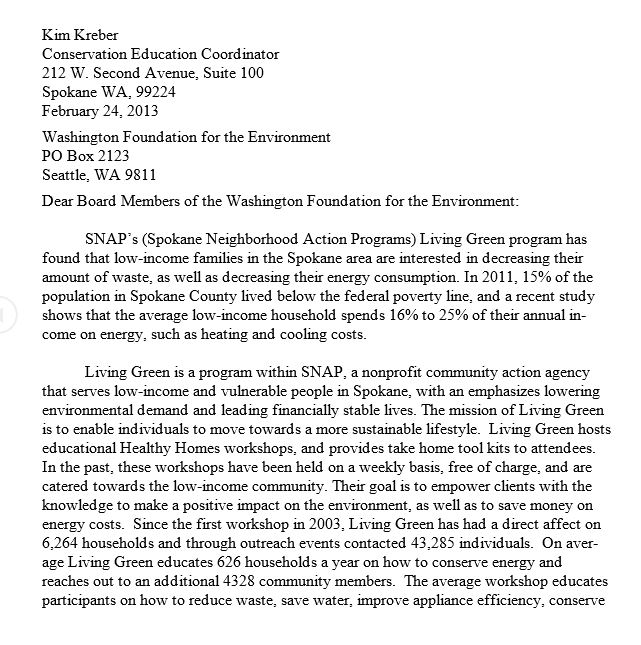 Kim Kreber
Conservation Education Coordinator
212 W. Second Avenue, Suite 100
Spokane WA, 99224
February 24, 2013
Washington Foundation for the Environment
PO Box 2123
Seattle, WA 9811
Dear Board Members of the Washington Foundation for the Environment:
SNAP's (Spokane Neighborhood Action Programs) Living Green program has
found that low-income families in the Spokane area are interested in decreasing their
amount of waste, as well as decreasing their energy consumption. In 2011, 15% of the
population in Spokane County lived below the federal poverty line, and a recent study
shows that the average low-income household spends 16% to 25% of their annual in-
come on energy, such as heating and cooling costs.
Living Green is a program within SNAP, a nonprofit community action agency
that serves low-income and vulnerable people in Spokane, with an emphasizes lowering
environmental demand and leading financially stable lives. The mission of Living Green
is to enable individuals to move towards a more sustainable lifestyle.  Living Green hosts
educational Healthy Homes workshops, and provides take home tool kits to attendees.
In the past, these workshops have been held on a weekly basis, free of charge, and are
catered towards the low-income community. Their goal is to empower clients with the
knowledge to make a positive impact on the environment, as well as to save money on
energy costs.  Since the first workshop in 2003, Living Green has had a direct affect on
6,264 households and through outreach events contacted 43,285 individuals.  On aver-
age Living Green educates 626 households a year on how to conserve energy and
reaches out to an additional 4328 community members.  The average workshop educates
participants on how to reduce waste, save water, improve appliance efficiency, conserve